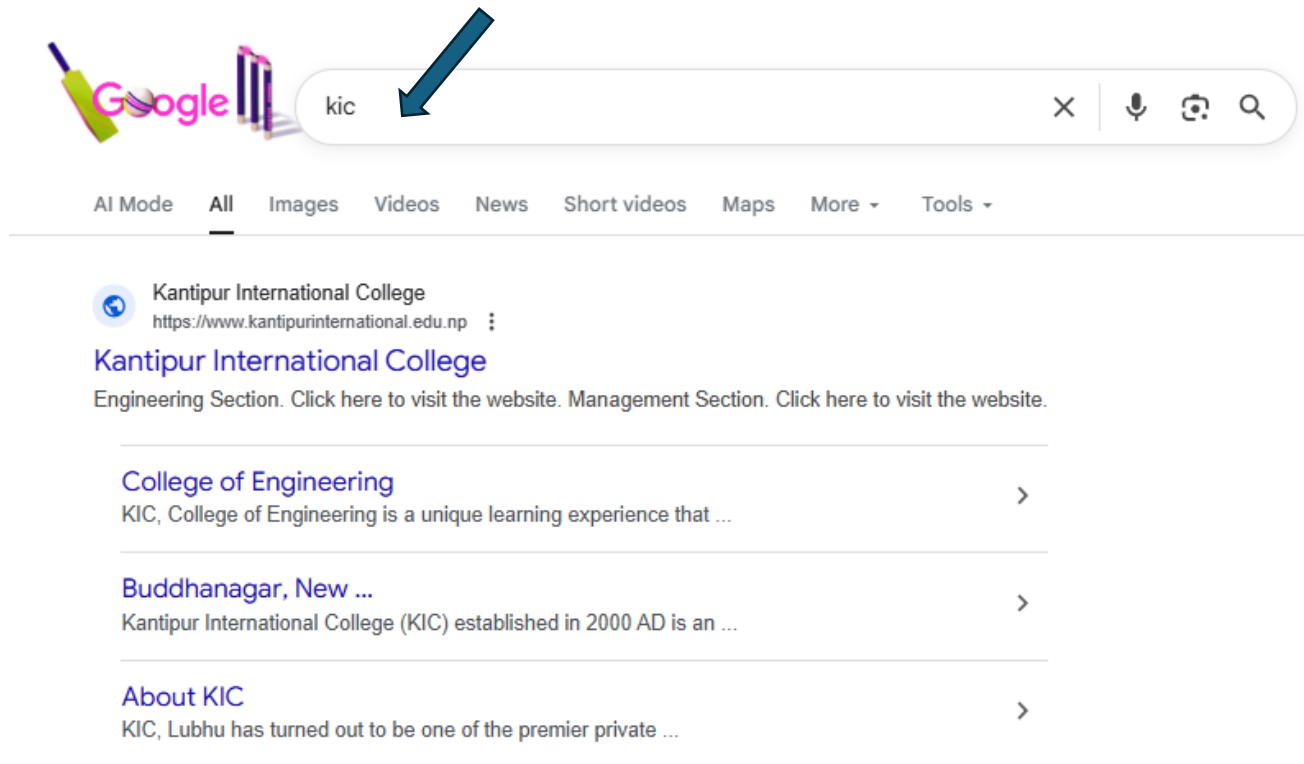 Google
kic
AI Mode All Images Videos News Short videos Maps More Tools
Kantipur International College
https://www.kantipurinternational.edu.np
Kantipur International College
Engineering Section. Click here to visit the website. Management Section. Click here to visit the website.
College of Engineering
KIC, College of Engineering is a unique learning experience that ...
Buddhanagar, New ...
Kantipur International College (KIC) established in 2000 AD is an ...
About KIC
KIC, Lubhu has turned out to be one of the premier private ...